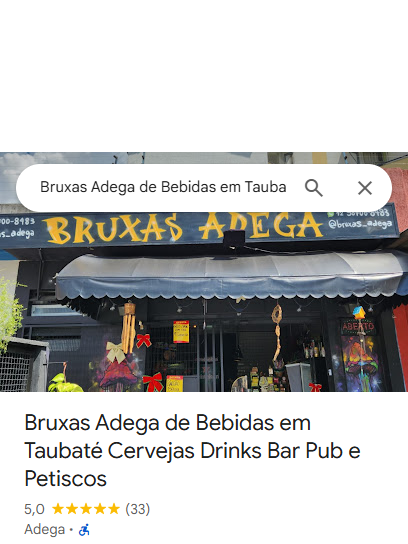 Bruxas Adega de Bebidas em Tauba
BRUXAS ADEGA
@bruxas_adega
ABERTO
Bruxas Adega de Bebidas em
Taubaté Cervejas Drinks Bar Pub e
Petiscos
5,0 (33)
Adega •